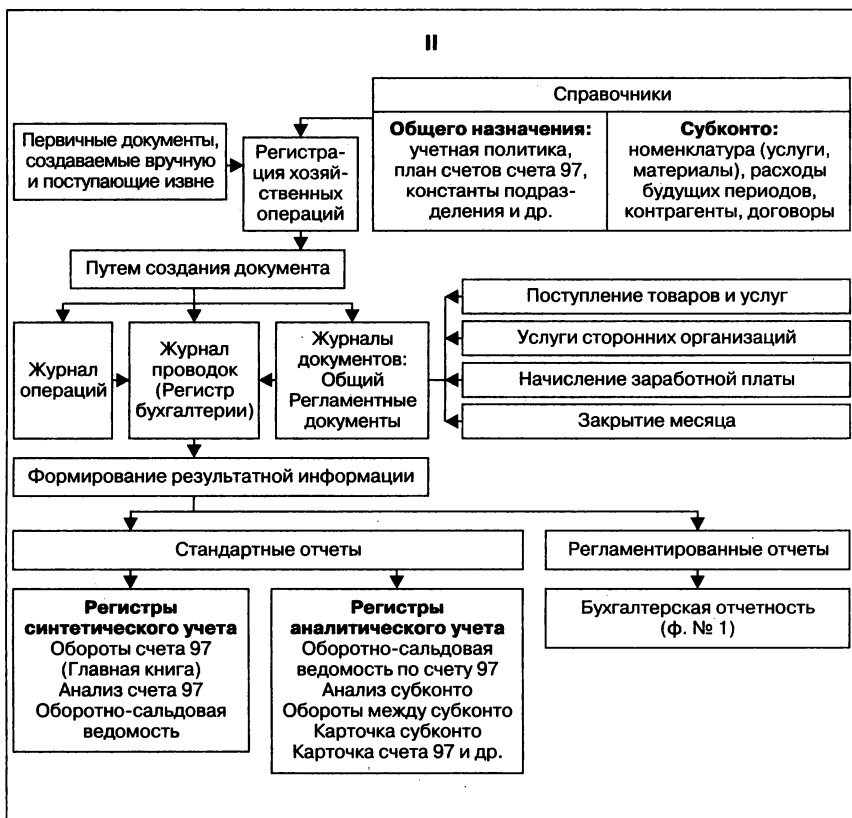 II
Справочники
Первичные документы,
создаваемые вручную
и поступающие извне
Регистра-
ция хозяй-
ственных
операций
Общего назначения:
учетная политика,
план счетов счета 97,
константы подраз-
деления и др.
Субконто:
номенклатура (услуги,
материалы), расходы
будущих периодов,
контрагенты, договоры
Путем создания документа
Журнал
операций
Журнал
проводок
(Регистр
бухгалтерии)
Журналы
документов:
Общий
Регламентные
документы
Поступление товаров и услуг
Услуги сторонних организаций
Начисление заработной платы
Закрытие месяца
Формирование результатной информации
Стандартные отчеты
Регламентированные отчеты
Регистры
синтетического учета
Обороты счета 97
(Главная книга)
Анализ счета 97
Оборотно-сальдовая
ведомость
Регистры
аналитического учета
Оборотно-сальдовая
ведомость по счету 97
Анализ субконто
Обороты между субконто
Карточка субконто
Карточка счета 97 и др.
Бухгалтерская отчетность
(ф. № 1)